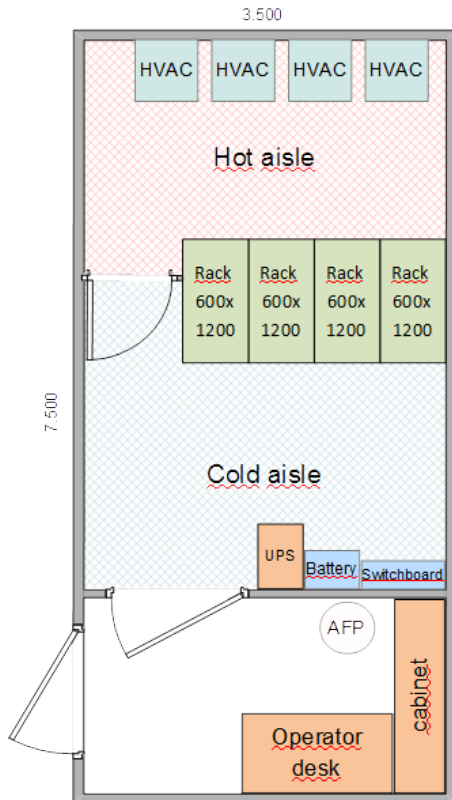 3.500
HVAC HVAC HVAC HVAC
Hot aisle
Rack Rack Rack Rack
600x 600x 600x 600x
1200 1200 1200 1200
7.500
Cold aisle
UPS
Battery
Switchboard
AFP
cabinet
Operator
desk